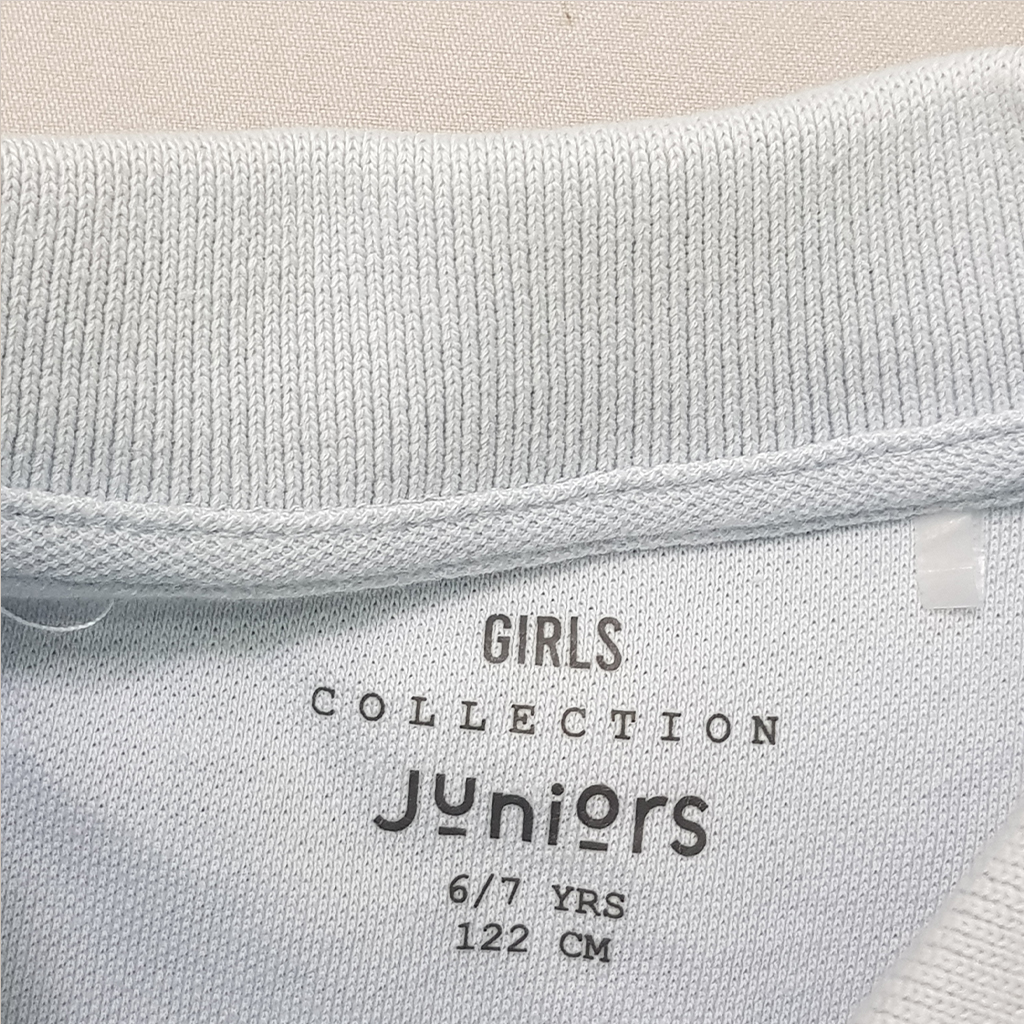 GIRLS
COLLECTION
Juniors
6/7 YRS
122 CM